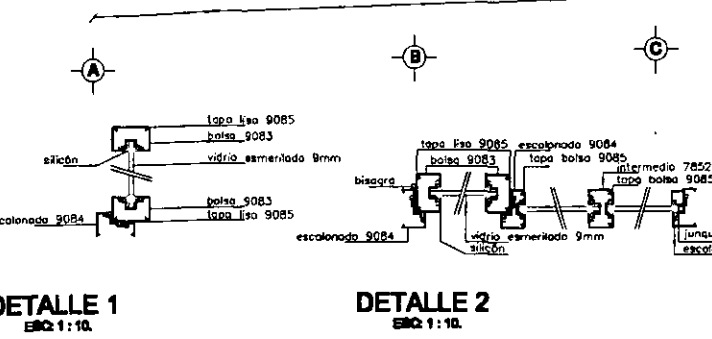 A
B
C
tapa lisa 9085
bolsa 9083
silicón
vidrio esmerilado 9mm
bolsa 9083
tapa lisa 9085
escalonado 9084
DETALLE 1
ESC: 1:10.
tapa lisa 9085
escalonado 9084
bolsa 9083
tapa bolsa 9085
bisagra
intermedio 7852
tapa bolsa 9085
escalonado 9084
vidrio esmerilado 9mm
silicón
DETALLE 2
ESC: 1:10.